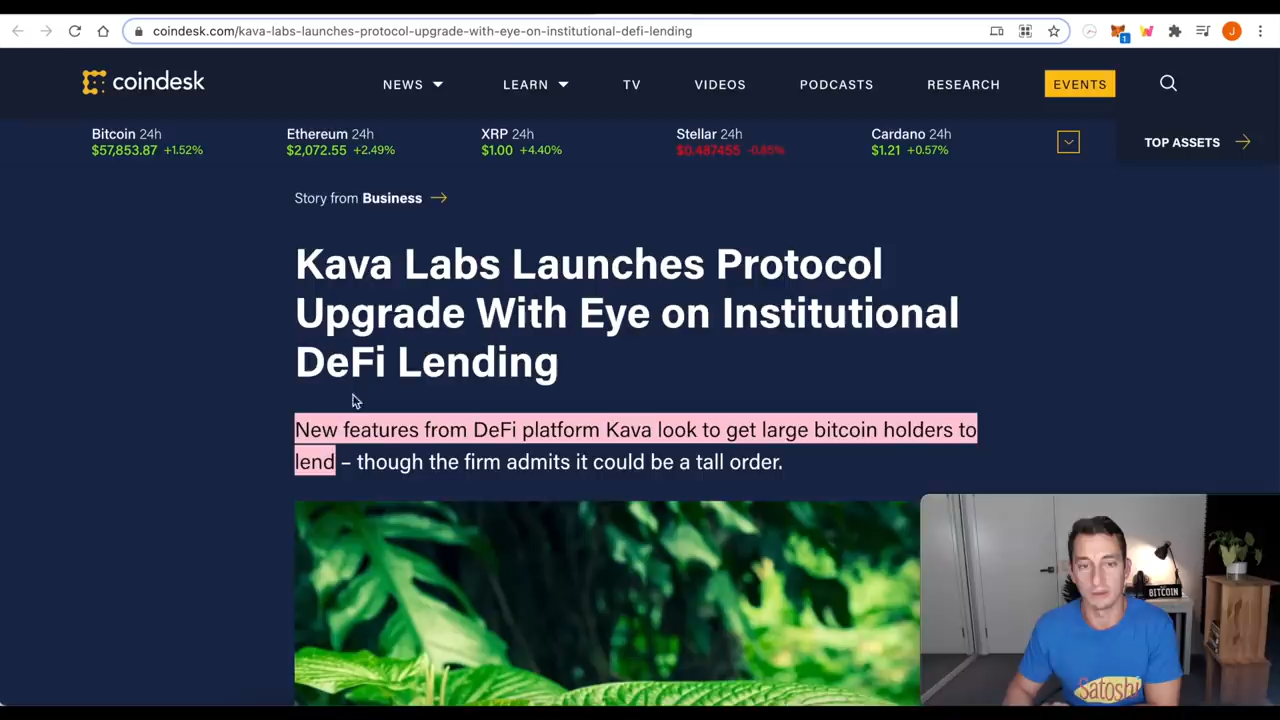 coindesk.com/kava-labs-launches-protocol-upgrade-with-eye-on-institutional-defi-lending
1
J
coindesk
NEWS
LEARN
TV
VIDEOS
PODCASTS
RESEARCH
EVENTS
Bitcoin 24h
$57,853.87 +1.52%
Ethereum 24h
$2,072.55 +2.49%
XRP 24h
$1.00 +4.40%
Stellar 24h
$0.487455 -0.85%
Cardano 24h
$1.21 +0.57%
TOP ASSETS
Story from Business
Kava Labs Launches Protocol
Upgrade With Eye on Institutional
DeFi Lending
New features from DeFi platform Kava look to get large bitcoin holders to
lend – though the firm admits it could be a tall order.
BITCOIN
Satoshi